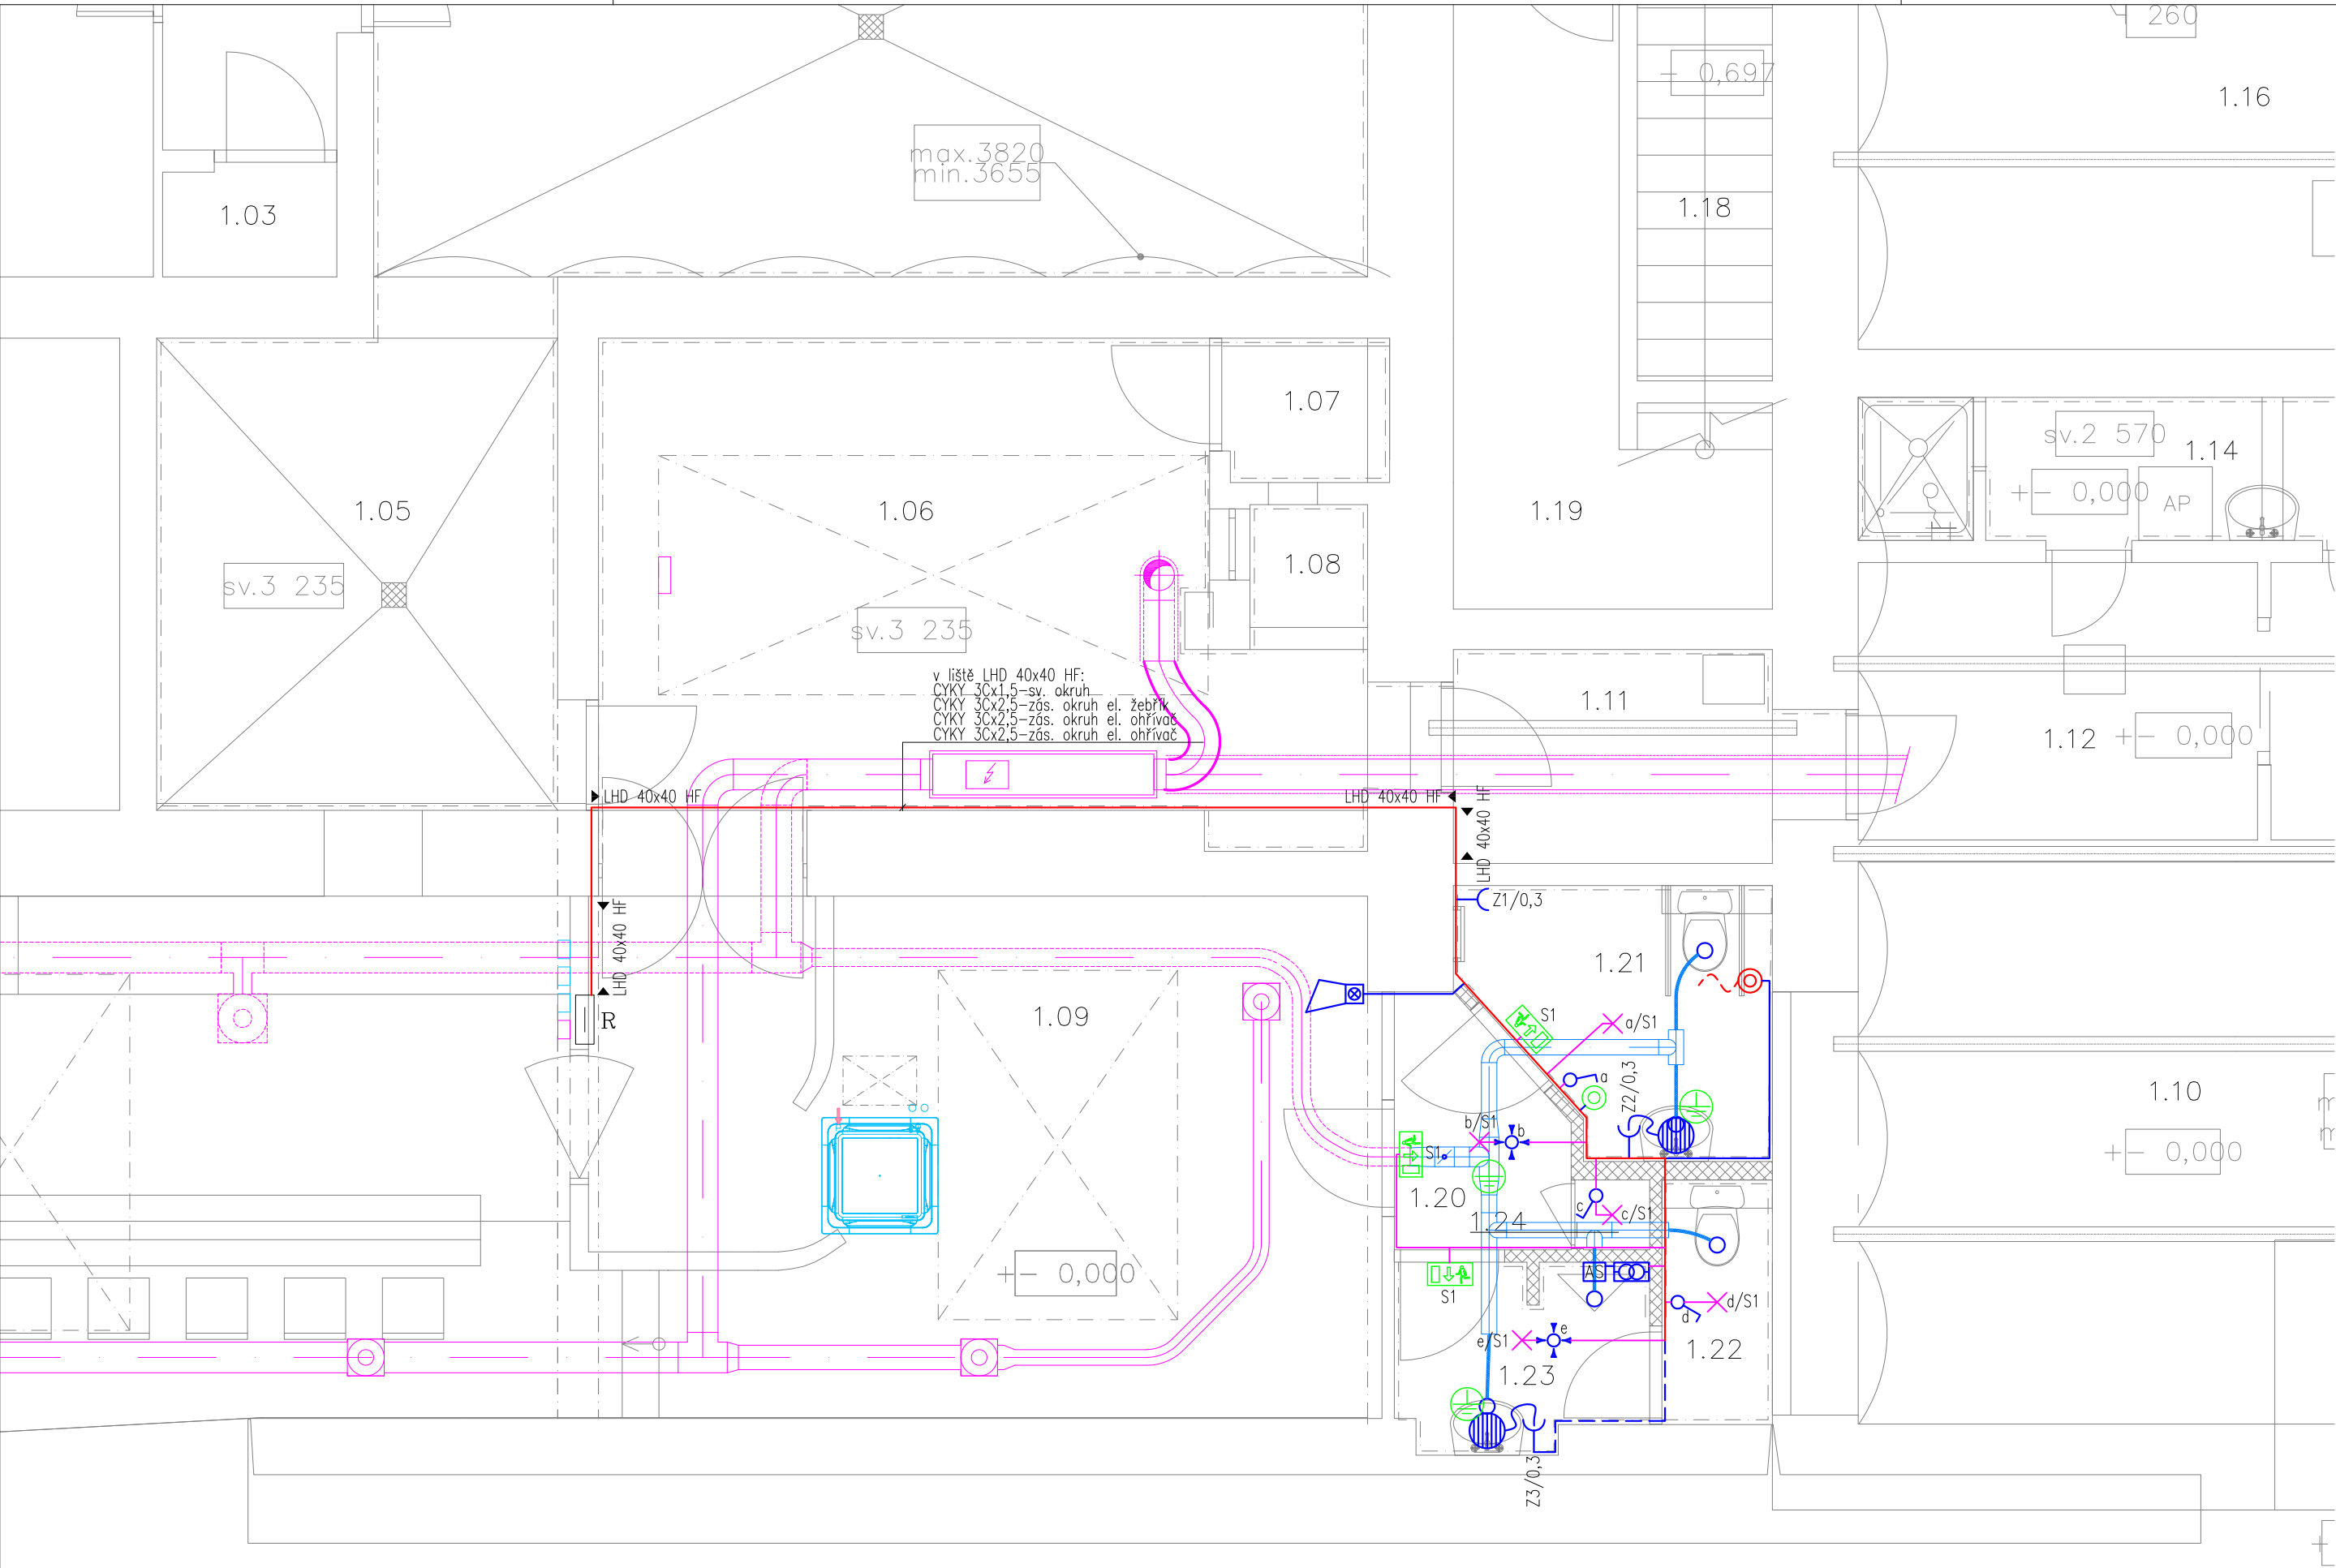 260
+ 0,697
1.16
max.3820
min.3655
1.03
1.18
1.07
sv.2 570
1.14
+- 0,000
AP
1.05
1.06
1.19
1.08
sv.3 235
sv.3 235
v liště LHD 40x40 HF:
CYKY 3Cx1,5-sv. okruh
CYKY 3Cx2,5-zás. okruh el. žebřík
CYKY 3Cx2,5-zás. okruh el. ohřívač
CYKY 3Cx2,5-zás. okruh el. ohřívač
1.11
1.12
+- 0,000
LHD 40x40 HF
LHD 40x40 HF
LHD 40x40 HF
LHD 40x40 HF
Z1/0,3
1.21
R
1.09
S1
a/S1
a
Z2/0,3
1.10
b/S1
b
S1
+- 0,000
1.20
c
c/S1
1.24
+- 0,000
AS
S1
d/S1
d
e/S1
e
1.22
1.23
Z3/0,3